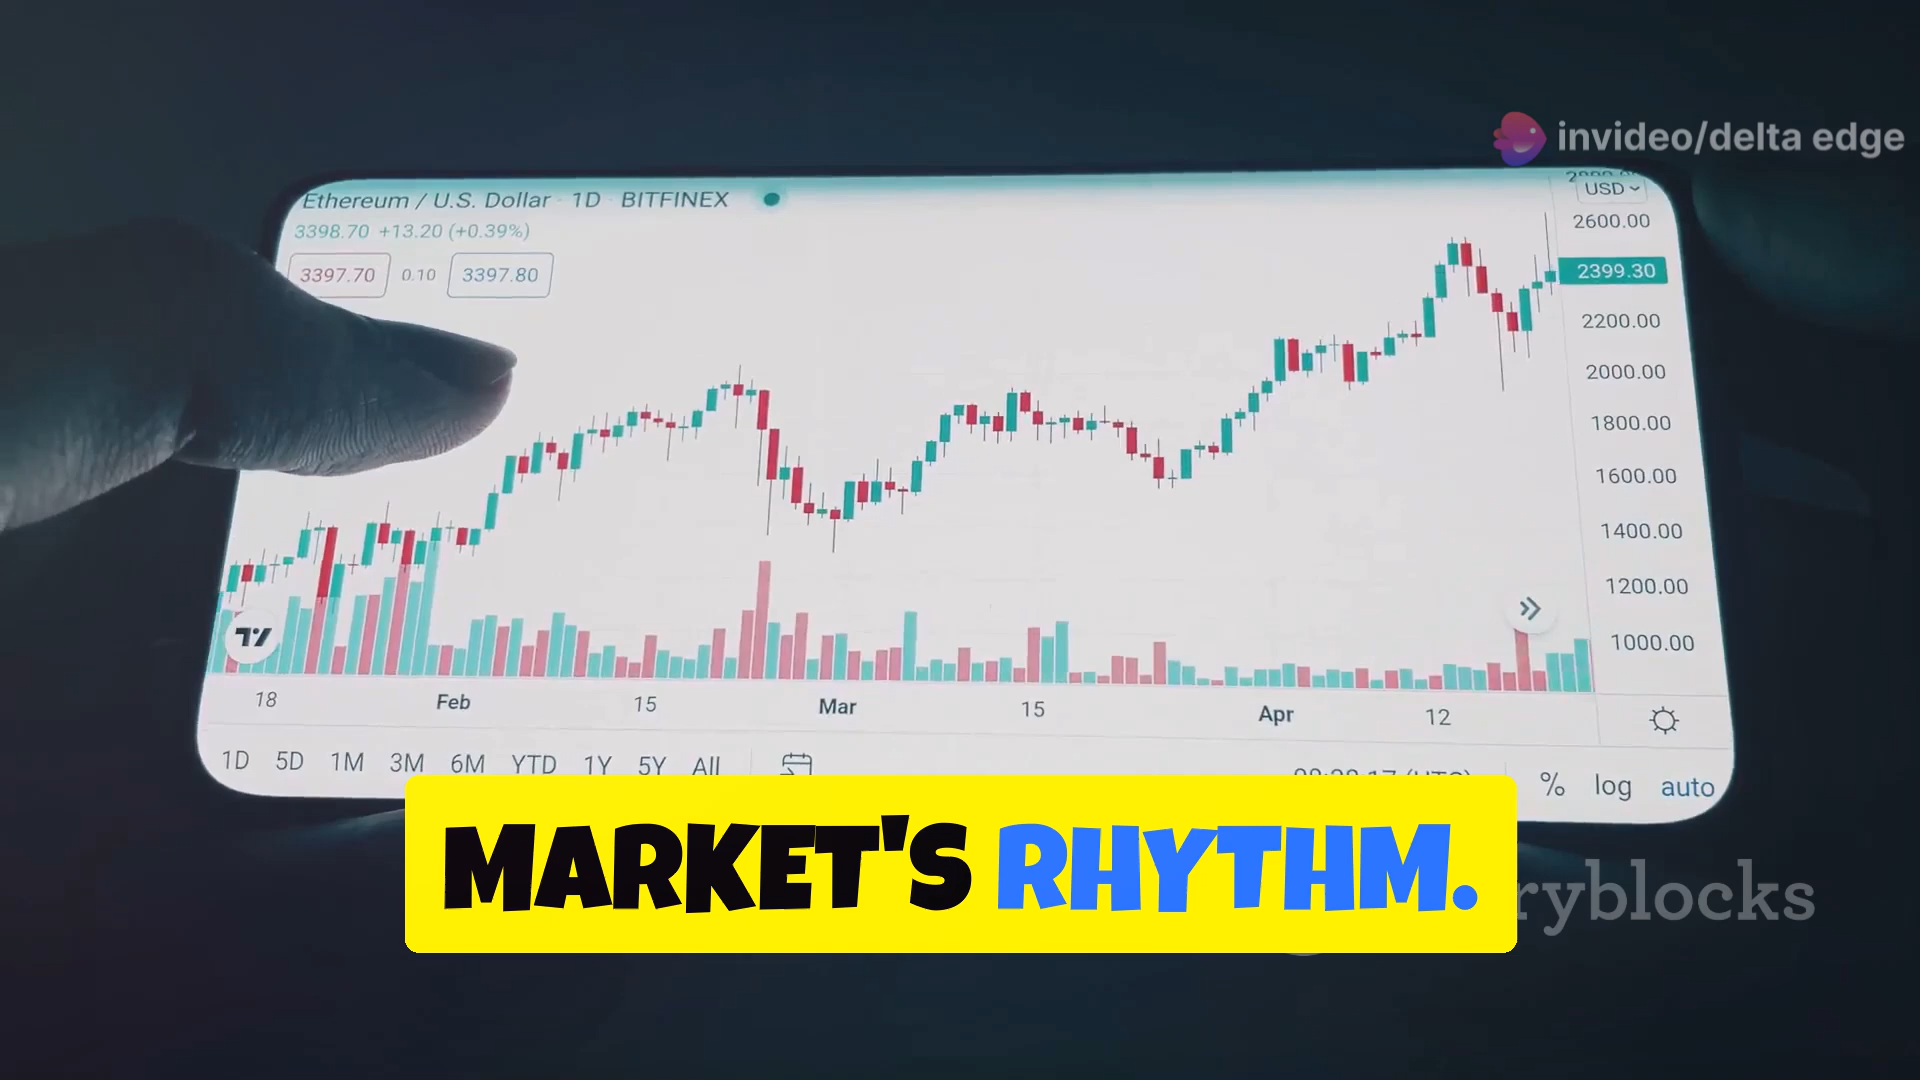 invideo/delta edge
Ethereum / U.S. Dollar · 1D · BITFINEX
USD
3398.70 +13.20 (+0.39%)
3397.70 0.10 3397.80
2600.00
2399.30
2200.00
2000.00
1800.00
1600.00
1400.00
1200.00
1000.00
18 Feb 15 Mar 15 Apr 12
1D 5D 1M 3M 6M YTD 1Y 5Y All
% log auto
MARKET'S RHYTHM.
ryblocks